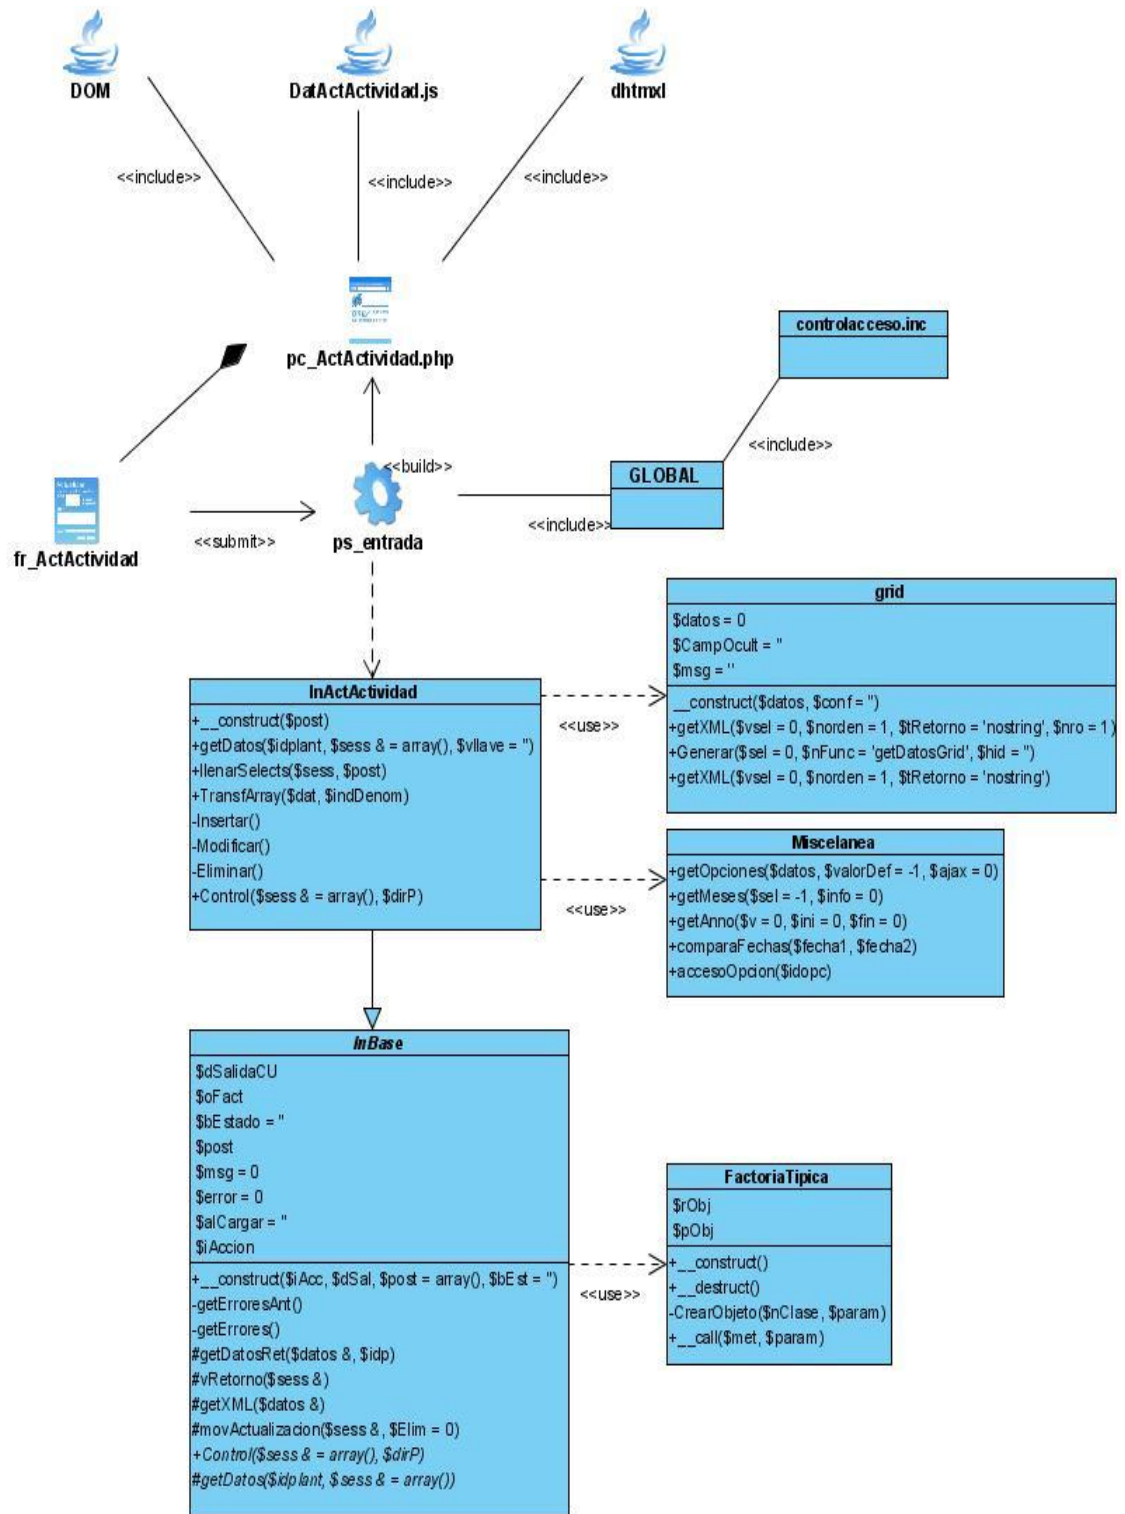 DOM
DatActActividad.js
dhtmxl
<<include>>
<<include>>
<<include>>
pc_ActActividad.php
controlacceso.inc
<<include>>
<<build>>
GLOBAL
<<include>>
fr_ActActividad
<<submit>>
ps_entrada
grid
$datos = 0
$CampOcult = ''
$msg = ''
__construct($datos, $conf = '')
+getXML($vsel = 0, $norden = 1, $tRetorno = 'nostring', $nro = 1)
+Generar($sel = 0, $nFunc = 'getDatosGrid', $hid = '')
+getXML($vsel = 0, $norden = 1, $tRetorno = 'nostring')
InActActividad
+__construct($post)
+getDatos($idplant, $sess & = array(), $vllave = '')
+llenarSelects($sess, $post)
+TransfArray($dat, $indDenom)
-Insertar()
-Modificar()
-Eliminar()
+Control($sess & = array(), $dirP)
<<use>>
<<use>>
Miscelanea
+getOpciones($datos, $valorDef = -1, $ajax = 0)
+getMeses($sel = -1, $info = 0)
+getAnno($v = 0, $ini = 0, $fin = 0)
+comparaFechas($fecha1, $fecha2)
+accesoOpcion($idopc)
InBase
$dSalidaCU
$oFact
$bEstado = ''
$post
$msg = 0
$error = 0
$alCargar = ''
$iAccion
+__construct($iAcc, $dSal, $post = array(), $bEst = '')
-getErroresAnt()
-getErrores()
#getDatosRet($datos &, $idp)
#vRetorno($sess &)
#getXML($datos &)
#movActualizacion($sess &, $Elim = 0)
+Control($sess & = array(), $dirP)
#getDatos($idplant, $sess & = array())
<<use>>
FactoriaTipica
$rObj
$pObj
+__construct()
+__destruct()
-CrearObjeto($nClase, $param)
+__call($met, $param)